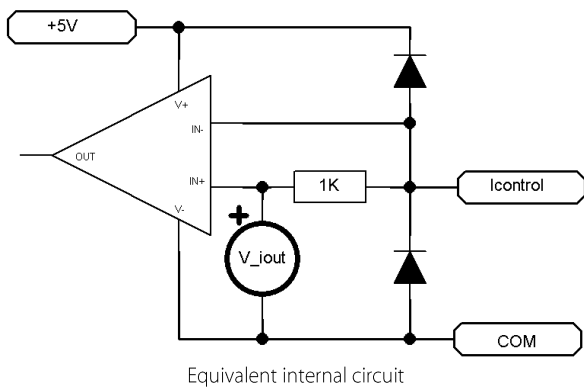 +5V
V+
IN-
OUT
IN+
1K
Icontrol
V-
+
V_iout
COM
Equivalent internal circuit